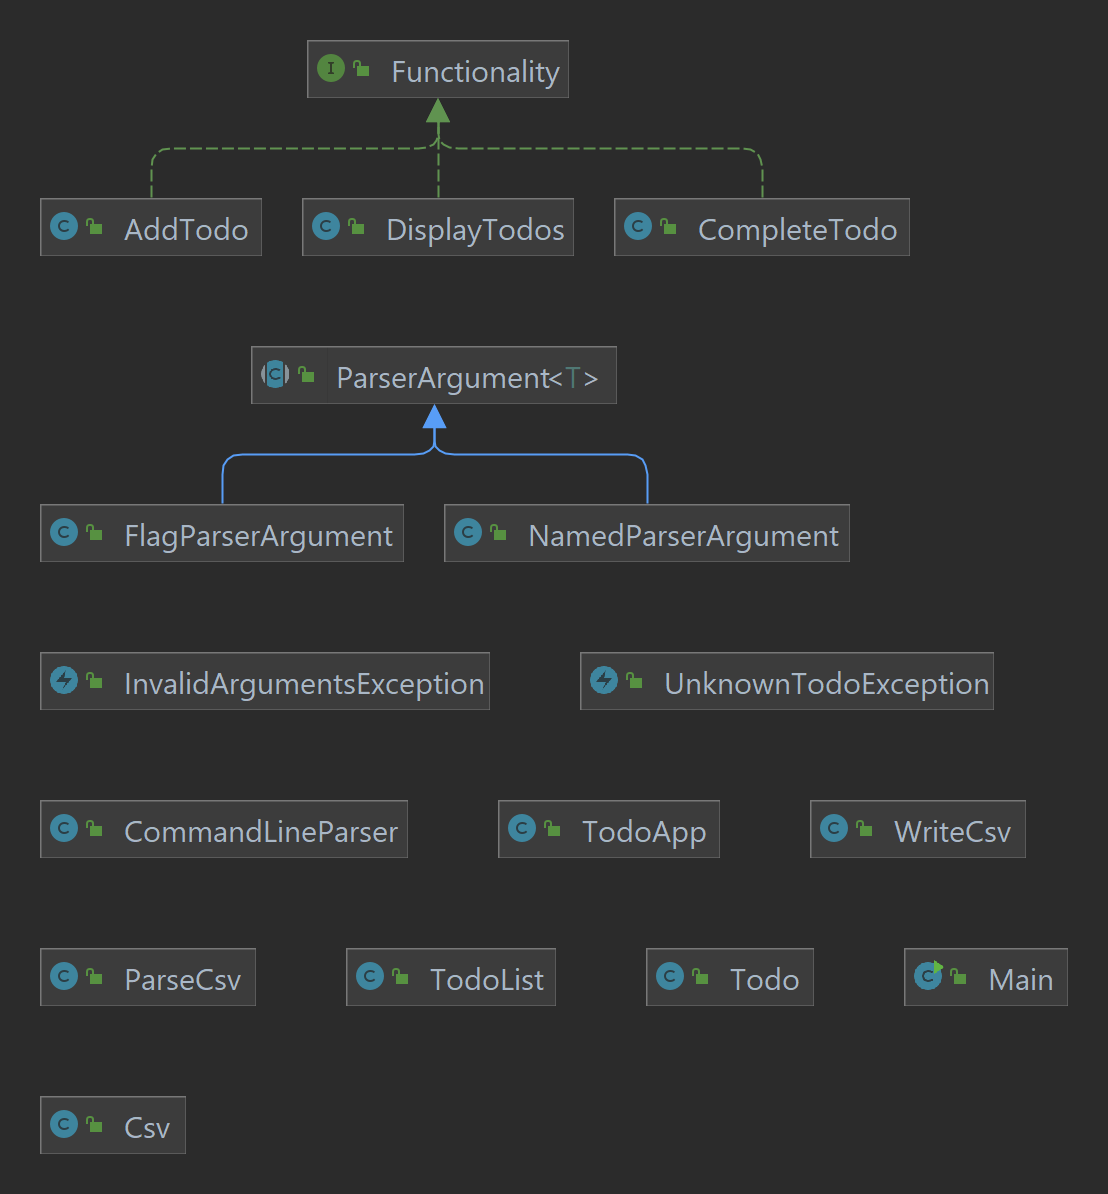 I Functionality
C AddTodo C DisplayTodos C CompleteTodo
C ParserArgument<T>
C FlagParserArgument C NamedParserArgument
InvalidArgumentsException UnknownTodoException
C CommandLineParser C TodoApp C WriteCsv
C ParseCsv C TodoList C Todo C Main
C Csv